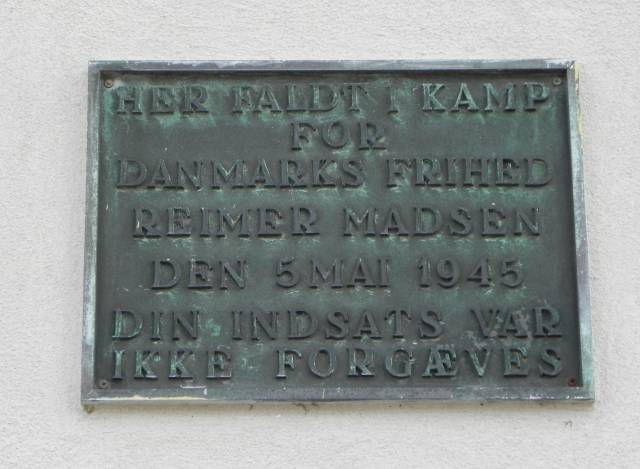 HER FALDT I KAMP
FOR
DANMARKS FRIHED
REIMER MADSEN
DEN 5 MAI 1945
DIN INDSATS VAR
IKKE FORGÆVES